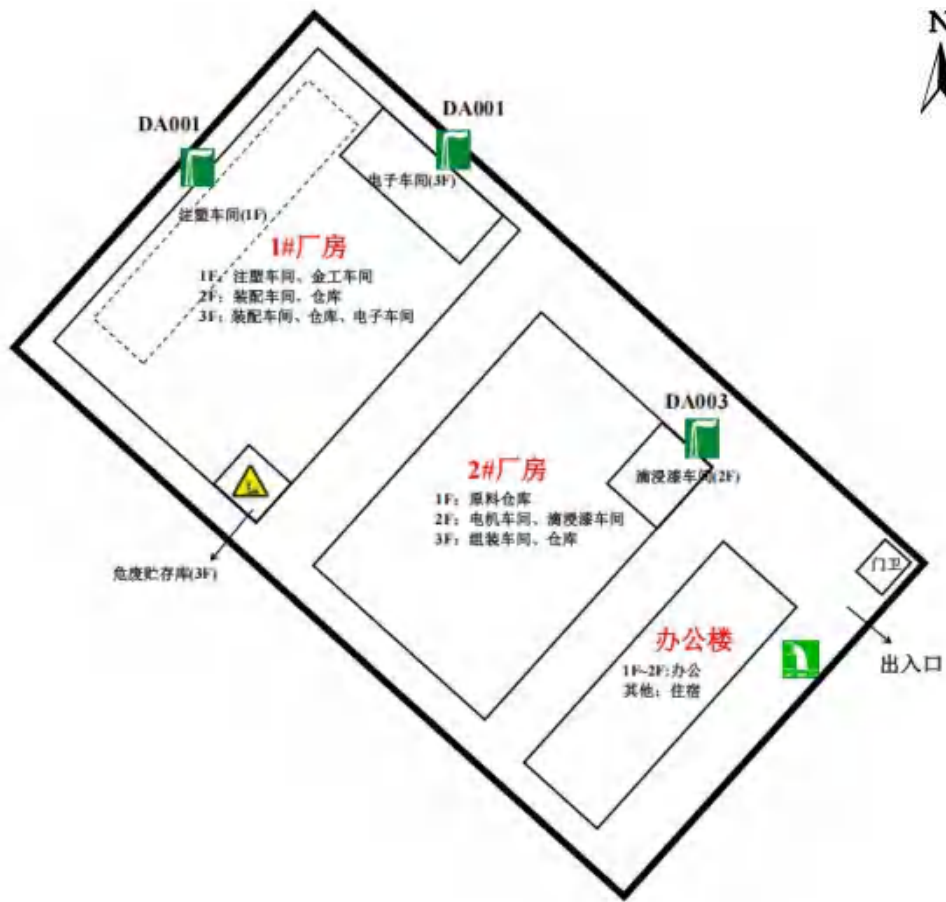 N
DA001
DA001
电子车间(3F)
注塑车间(1F)
1#厂房
1F：注塑车间、金工车间
2F：装配车间、仓库
3F：装配车间、仓库、电子车间
DA003
2#厂房
滴浸漆车间(2F)
1F：原料仓库
2F：电机车间、滴浸漆车间
3F：组装车间、仓库
危废贮存库(3F)
门卫
办公楼
1F~2F:办公
其他：住宿
出入口